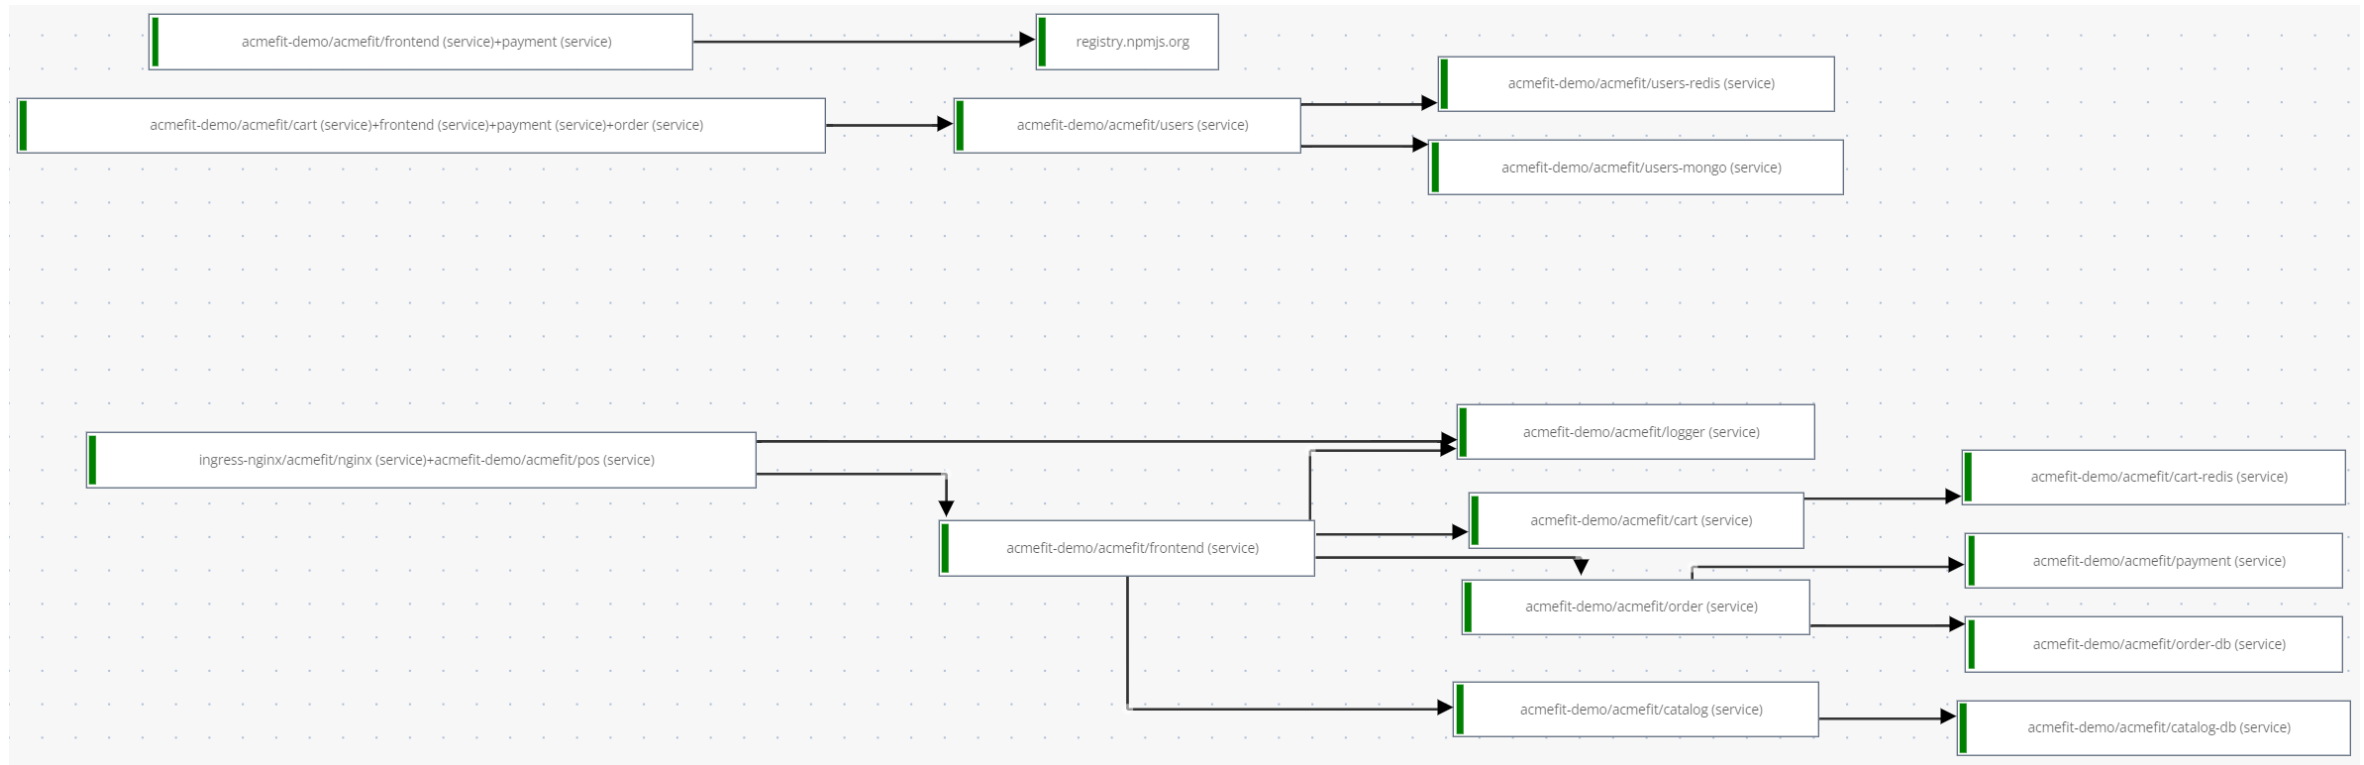 acmefit-demo/acmefit/frontend (service)+payment (service)
registry.npmjs.org
acmefit-demo/acmefit/users-redis (service)
acmefit-demo/acmefit/cart (service)+frontend (service)+payment (service)+order (service)
acmefit-demo/acmefit/users (service)
acmefit-demo/acmefit/users-mongo (service)
acmefit-demo/acmefit/logger (service)
ingress-nginx/acmefit/nginx (service)+acmefit-demo/acmefit/pos (service)
acmefit-demo/acmefit/cart-redis (service)
acmefit-demo/acmefit/cart (service)
acmefit-demo/acmefit/frontend (service)
acmefit-demo/acmefit/payment (service)
acmefit-demo/acmefit/order (service)
acmefit-demo/acmefit/order-db (service)
acmefit-demo/acmefit/catalog (service)
acmefit-demo/acmefit/catalog-db (service)